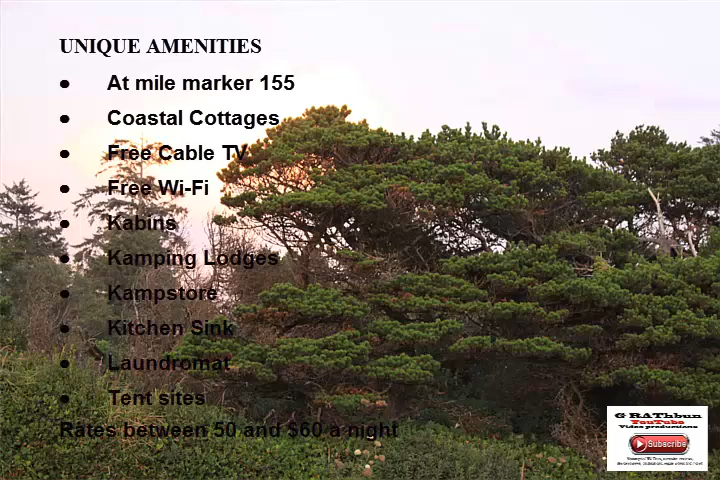 UNIQUE AMENITIES
● At mile marker 155
● Coastal Cottages
● Free Cable TV
● Free Wi-Fi
● Kabins
● Kamping Lodges
● Kampstore
● Kitchen Sink
● Laundromat
● Tent sites
Rates between 50 and $60 a night
G RAThbun
YouTube
Video productions
Subscribe